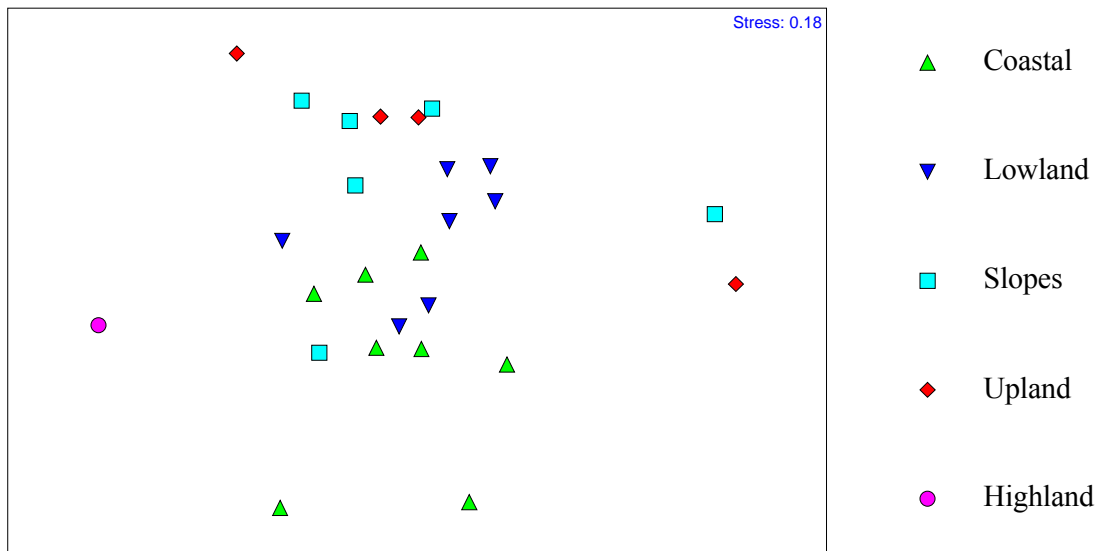 Stress: 0.18
Coastal
Lowland
Slopes
Upland
Highland